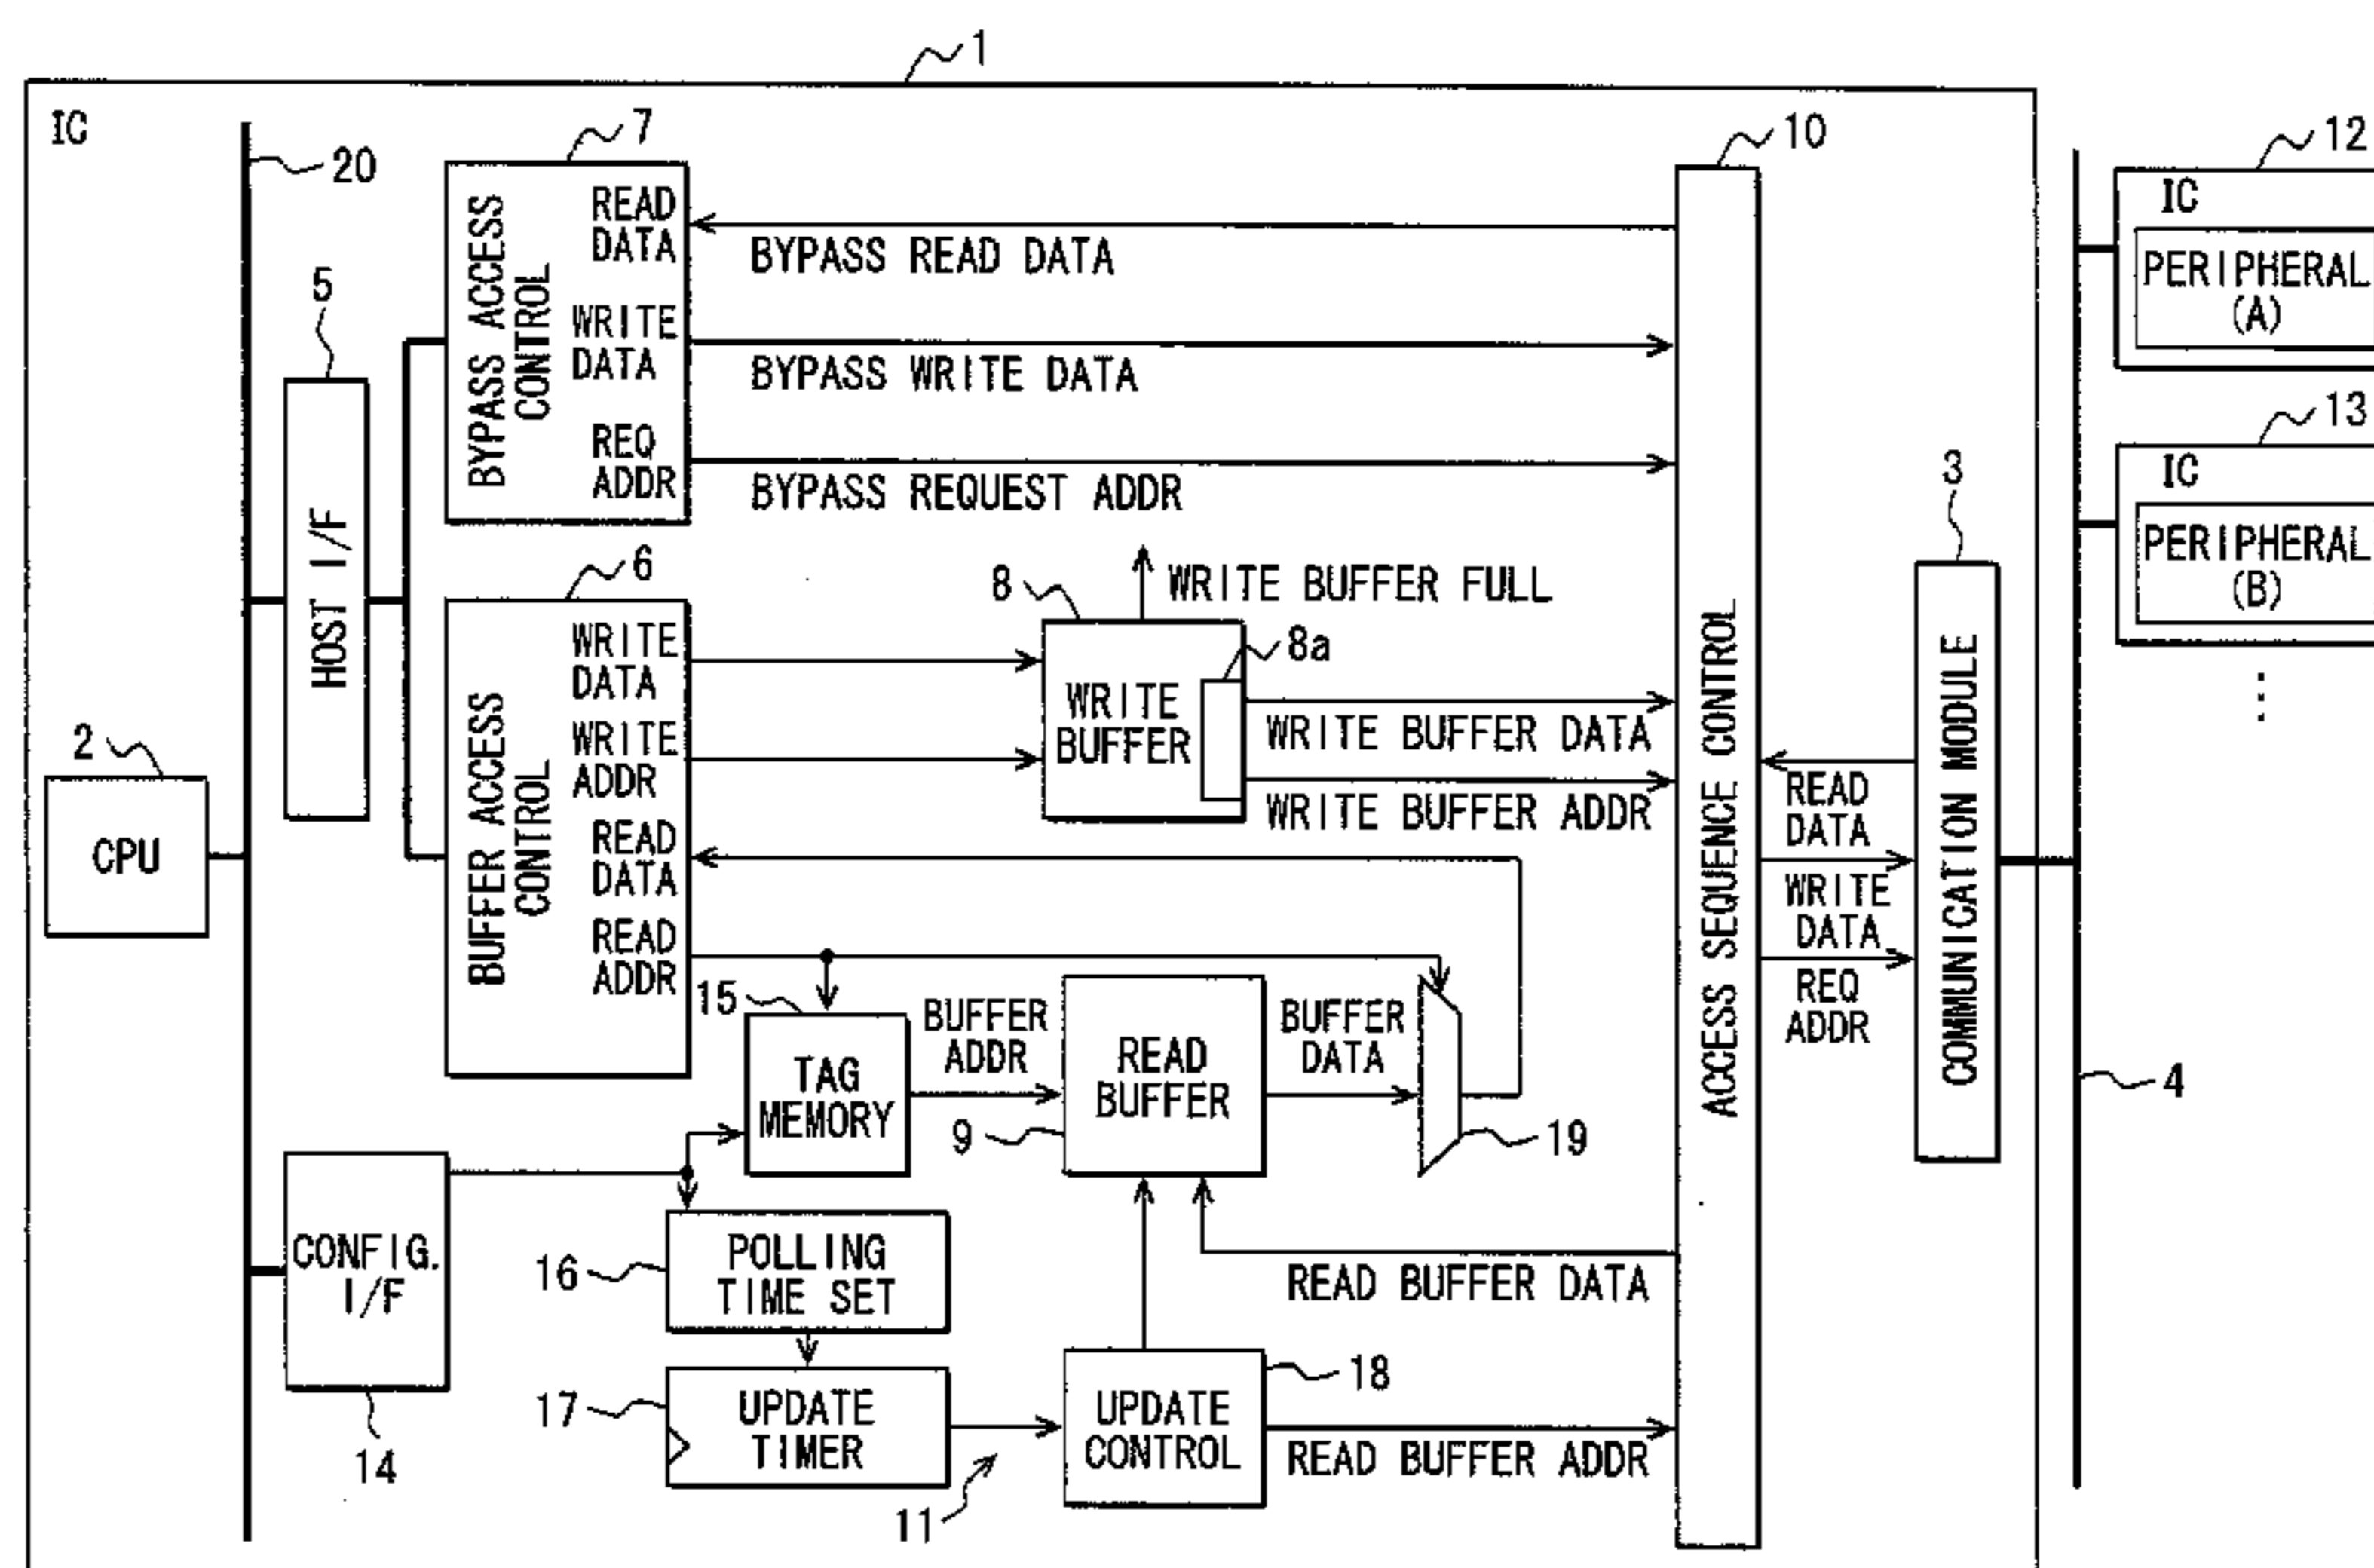 1
IC
20
7
BYPASS ACCESS
CONTROL
READ
DATA
WRITE
DATA
REQ
ADDR
BYPASS READ DATA
BYPASS WRITE DATA
BYPASS REQUEST ADDR
10
ACCESS SEQUENCE CONTROL
12
IC
PERIPHERAL
(A)
13
IC
PERIPHERAL
(B)
5
HOST I/F
6
BUFFER ACCESS
CONTROL
WRITE
DATA
WRITE
ADDR
READ
DATA
READ
ADDR
8
WRITE BUFFER FULL
8a
WRITE
BUFFER
WRITE BUFFER DATA
WRITE BUFFER ADDR
3
COMMUNICATION MODULE
READ
DATA
WRITE
DATA
REQ
ADDR
4
2
CPU
15
TAG
MEMORY
BUFFER
ADDR
READ
BUFFER
9
BUFFER
DATA
19
CONFIG.
I/F
14
16
POLLING
TIME SET
READ BUFFER DATA
17
UPDATE
TIMER
11
18
UPDATE
CONTROL
READ BUFFER ADDR